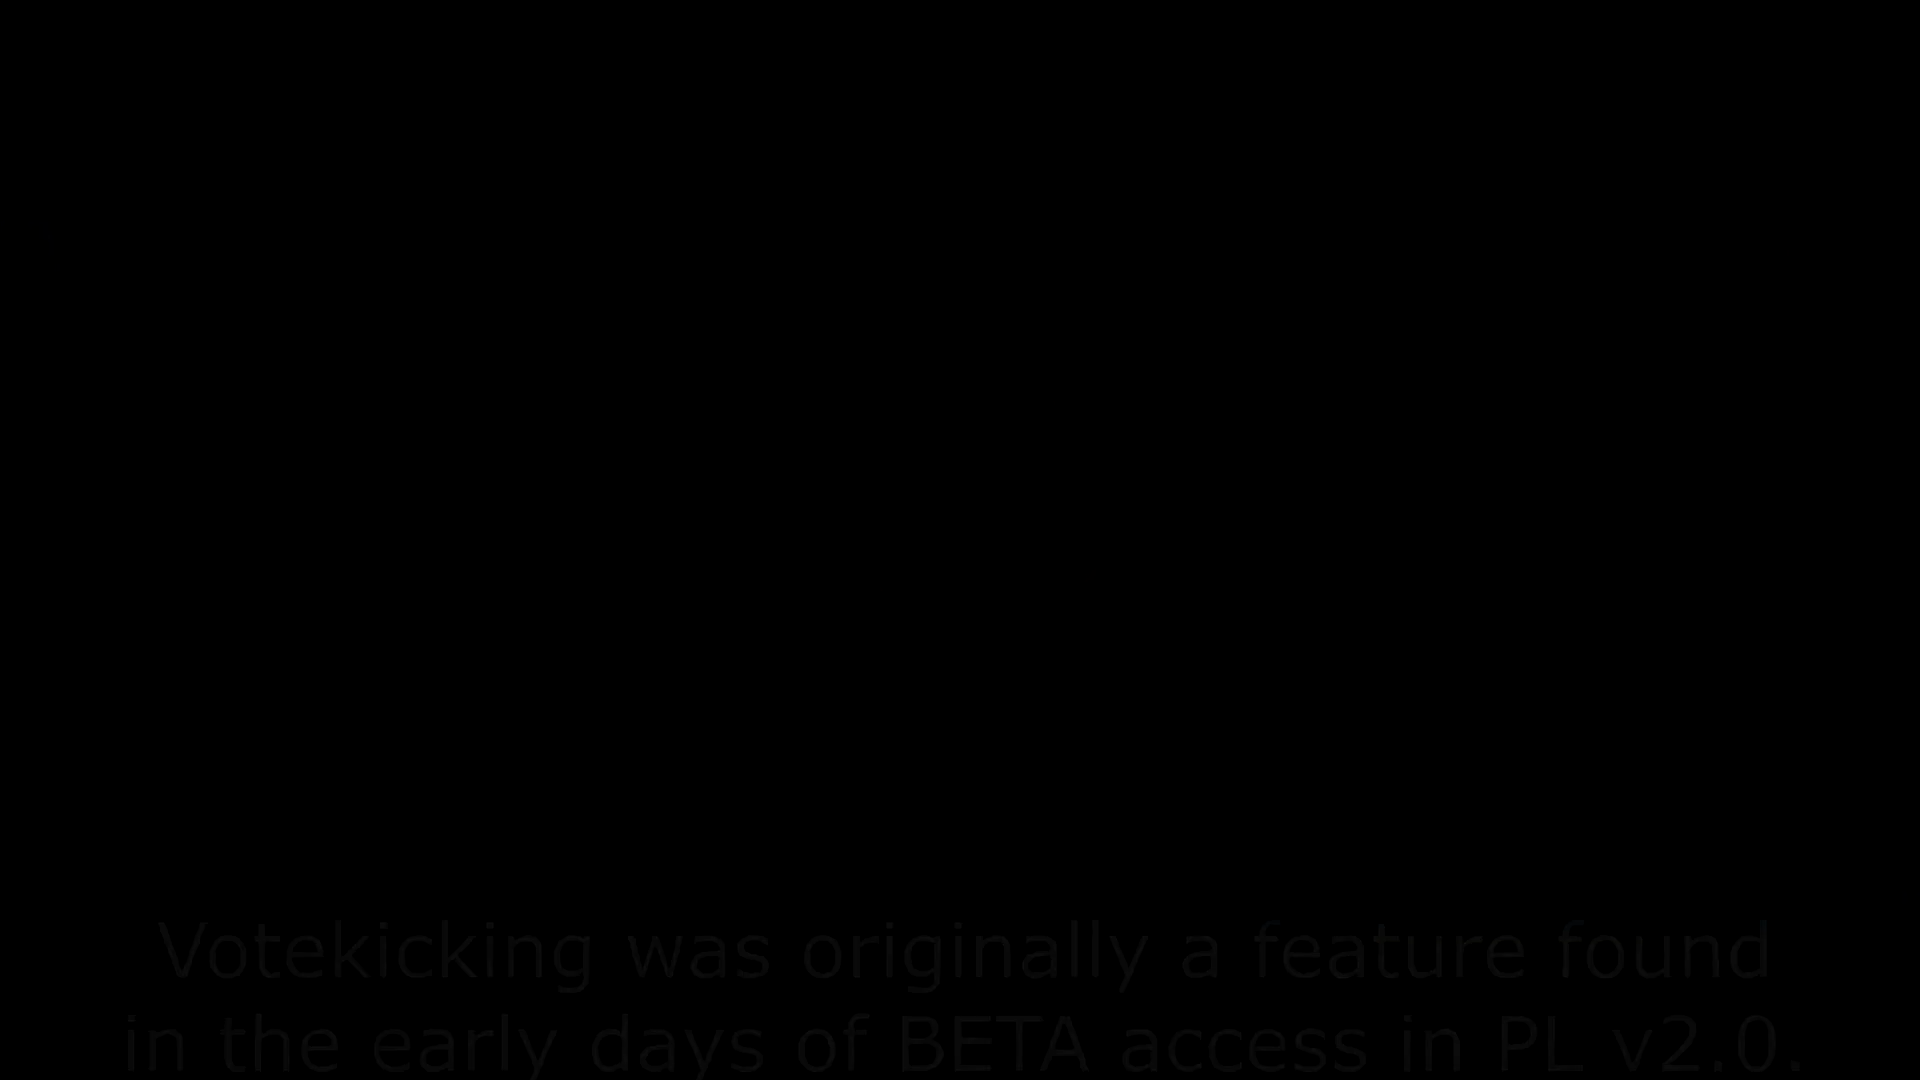 Votekicking was originally a feature found
in the early days of BETA access in PL v2.0.